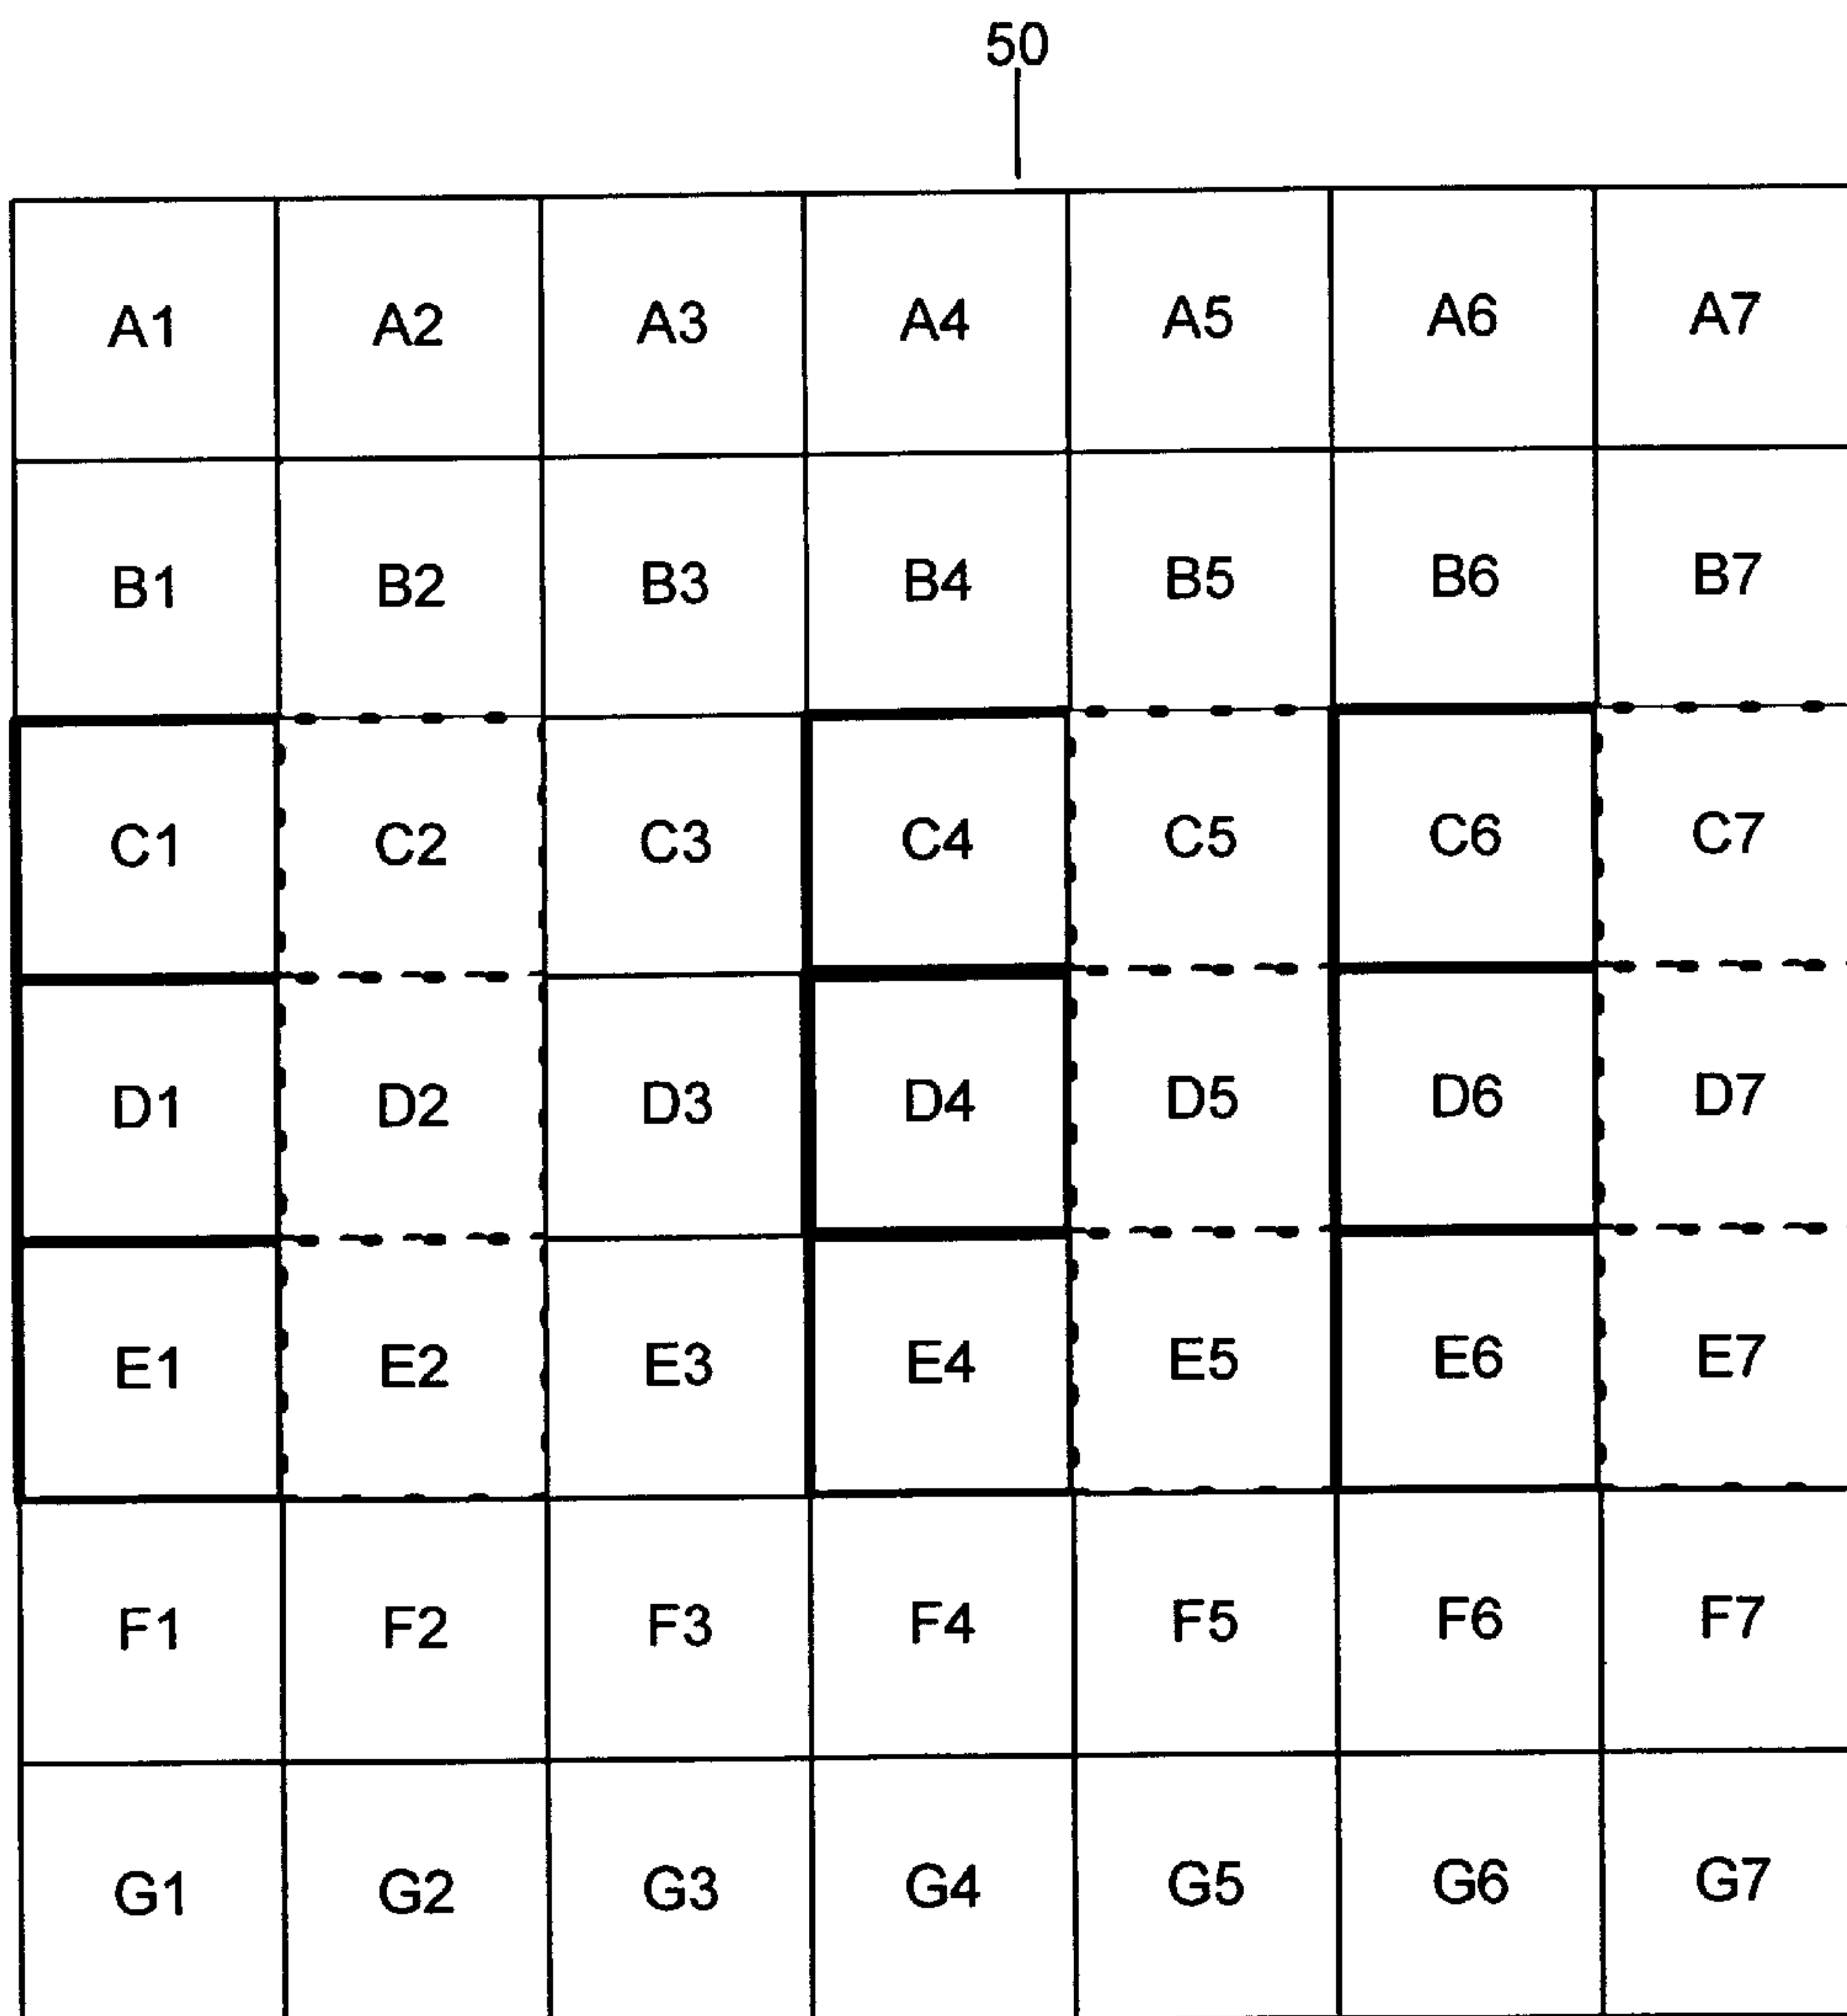 50
A1 A2 A3 A4 A5 A6 A7
B1 B2 B3 B4 B5 B6 B7
C1 C2 C3 C4 C5 C6 C7
D1 D2 D3 D4 D5 D6 D7
E1 E2 E3 E4 E5 E6 E7
F1 F2 F3 F4 F5 F6 F7
G1 G2 G3 G4 G5 G6 G7